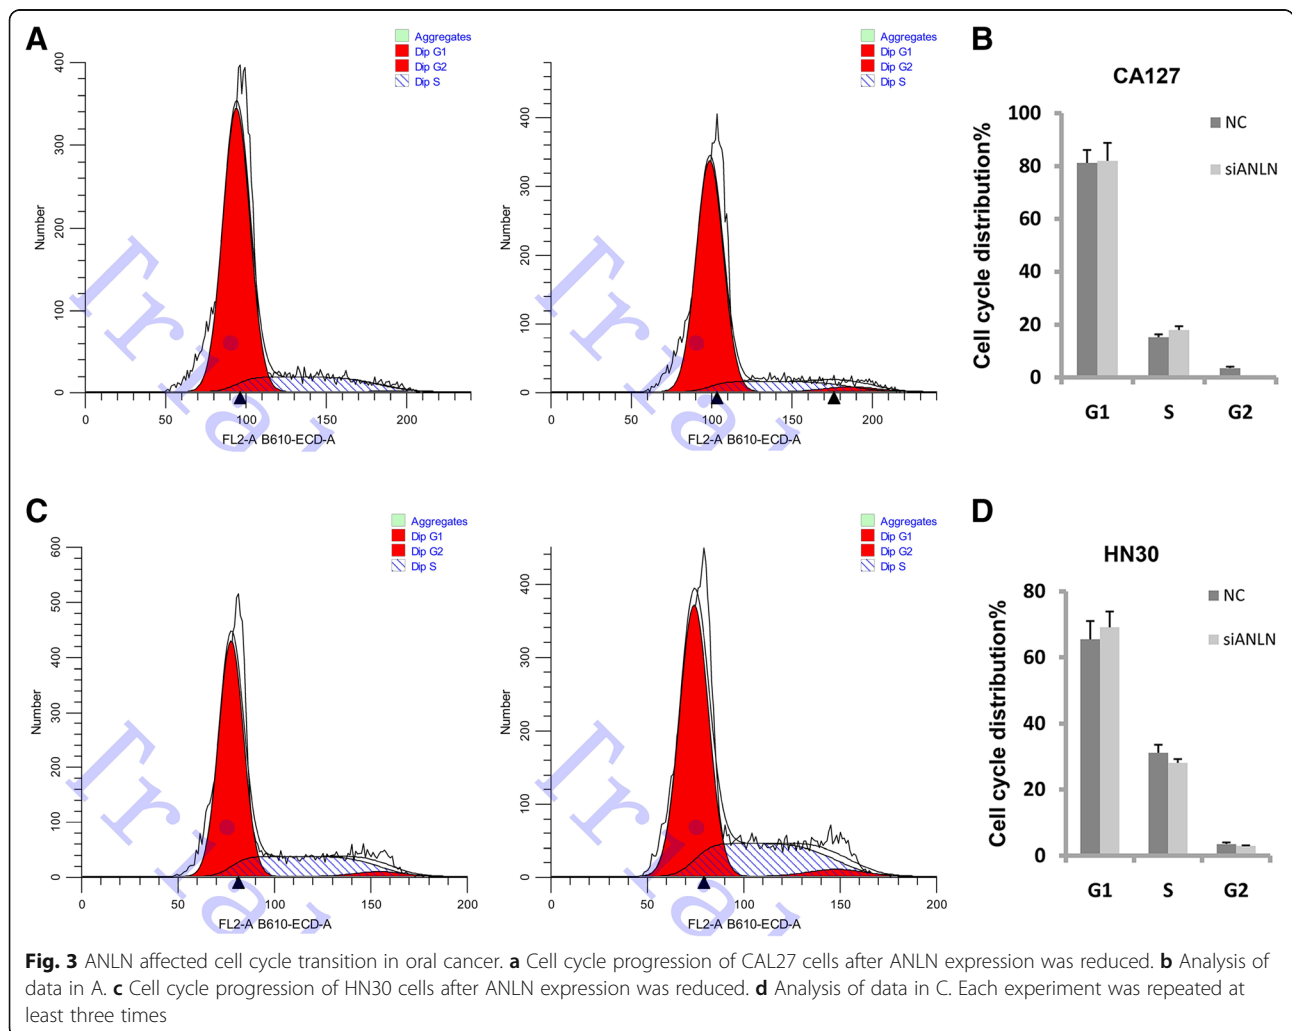 A
Aggregates
Dip G1
Dip G2
Dip S
400
300
200
100
0
Number
0 50 100 150 200
FL2-A B610-ECD-A
Aggregates
Dip G1
Dip G2
Dip S
400
300
200
100
0
Number
0 50 100 150 200
FL2-A B610-ECD-A
B
CA127
100
80
60
40
20
0
Cell cycle distribution%
NC
siANLN
G1 S G2
C
Aggregates
Dip G1
Dip G2
Dip S
600
500
400
300
200
100
0
Number
0 50 100 150 200
FL2-A B610-ECD-A
Aggregates
Dip G1
Dip G2
Dip S
400
300
200
100
0
Number
0 50 100 150 200
FL2-A B610-ECD-A
D
HN30
80
60
40
20
0
Cell cycle distribution%
NC
siANLN
G1 S G2
Fig. 3 ANLN affected cell cycle transition in oral cancer. a Cell cycle progression of CAL27 cells after ANLN expression was reduced. b Analysis of
data in A. c Cell cycle progression of HN30 cells after ANLN expression was reduced. d Analysis of data in C. Each experiment was repeated at
least three times